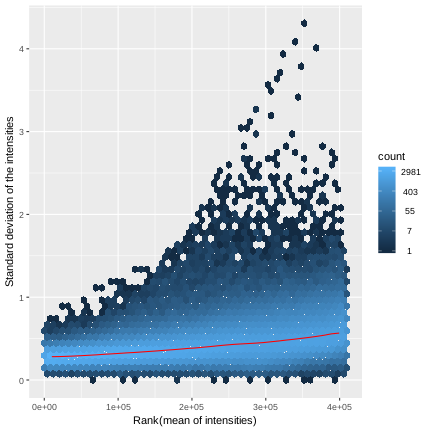 4
3
2
1
0
Standard deviation of the intensities
0e+00 1e+05 2e+05 3e+05 4e+05
Rank(mean of intensities)
count
2981
403
55
7
1